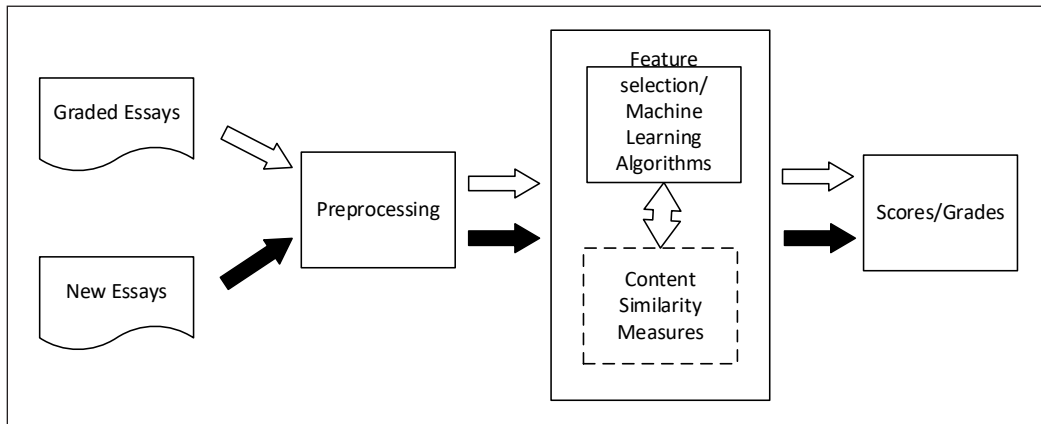 Graded Essays
New Essays
Preprocessing
Feature
selection/
Machine
Learning
Algorithms
Content
Similarity
Measures
Scores/Grades